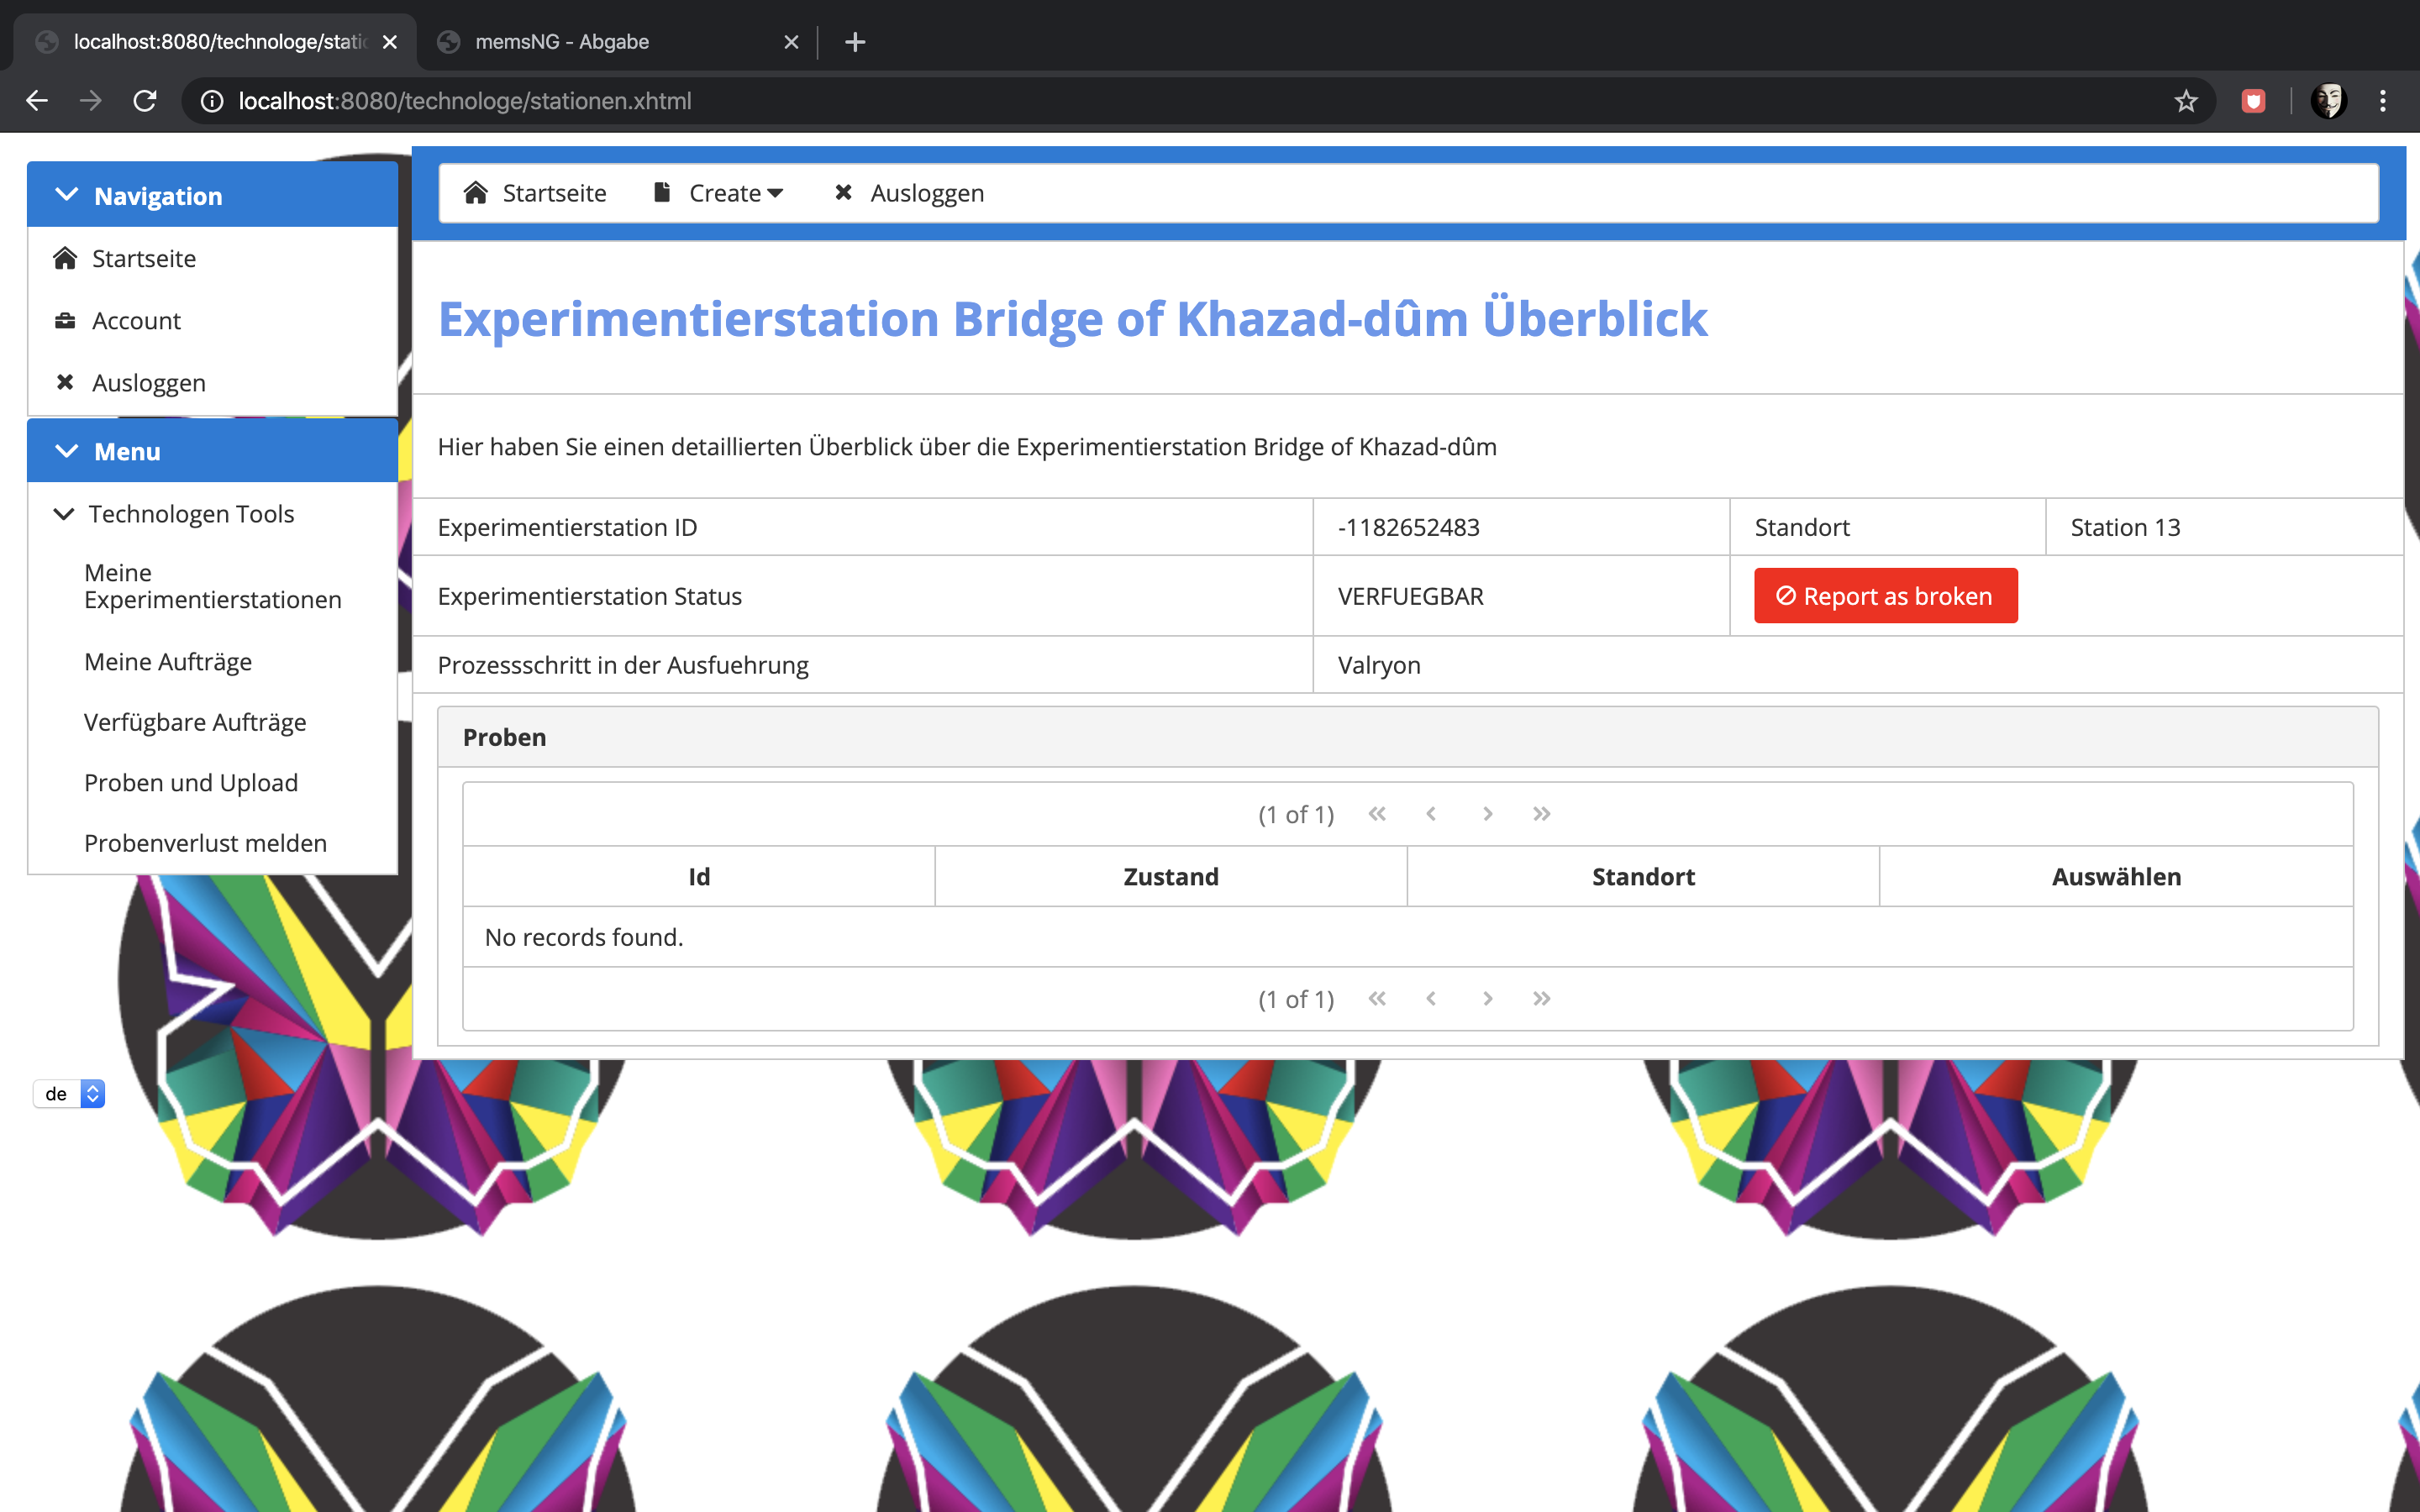 localhost:8080/technologe/static
memsNG - Abgabe
localhost:8080/technologe/stationen.xhtml
Navigation
Startseite
Account
Ausloggen
Menu
Technologen Tools
Meine
Experimentierstationen
Meine Aufträge
Verfügbare Aufträge
Proben und Upload
Probenverlust melden
de
Startseite Create Ausloggen
Experimentierstation Bridge of Khazad-dûm Überblick
Hier haben Sie einen detaillierten Überblick über die Experimentierstation Bridge of Khazad-dûm
Experimentierstation ID -1182652483 Standort Station 13
Experimentierstation Status VERFUEGBAR Report as broken
Prozessschritt in der Ausfuehrung Valryon
Proben
(1 of 1)
Id Zustand Standort Auswählen
No records found.
(1 of 1)